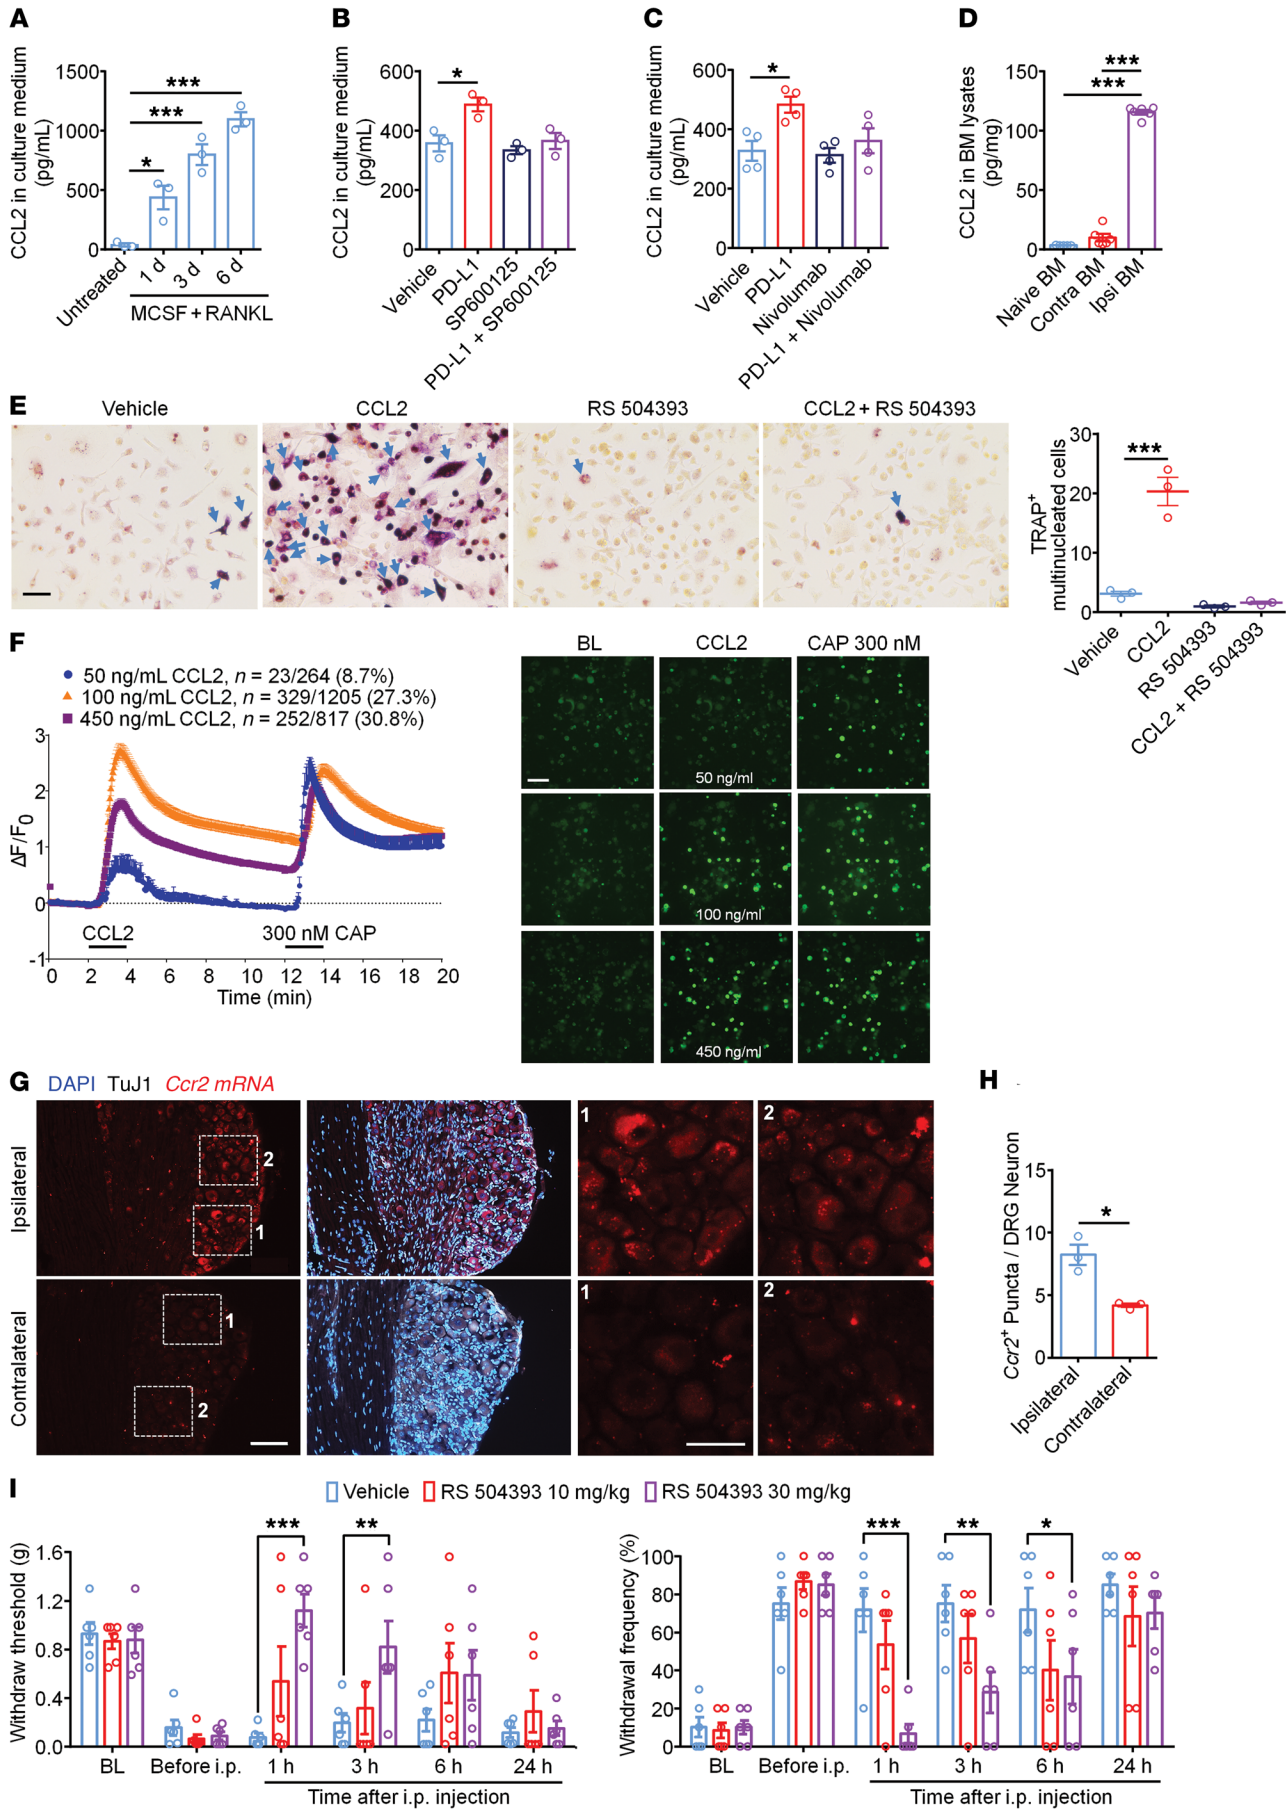 A
CCL2 in culture medium
(pg/mL)
1500
1000
500
0
***
***
*
Untreated
1 d
3 d
6 d
MCSF + RANKL
B
CCL2 in culture medium
(pg/mL)
600
400
200
0
*
Vehicle
PD-L1
SP600125
PD-L1 + SP600125
C
CCL2 in culture medium
(pg/mL)
600
400
200
0
*
Vehicle
PD-L1
Nivolumab
PD-L1 + Nivolumab
D
CCL2 in BM lysates
(pg/mg)
150
100
50
0
***
***
Naive BM
Contra BM
Ipsi BM
E
Vehicle
CCL2
RS 504393
CCL2 + RS 504393
TRAP+
multinucleated cells
30
20
10
0
***
Vehicle
CCL2
RS 504393
CCL2 + RS 504393
F
50 ng/mL CCL2, n = 23/264 (8.7%)
100 ng/mL CCL2, n = 329/1205 (27.3%)
450 ng/mL CCL2, n = 252/817 (30.8%)
ΔF/F0
3
2
1
0
-1
CCL2
300 nM CAP
0 2 4 6 8 10 12 14 16 18 20
Time (min)
BL
CCL2
CAP 300 nM
50 ng/ml
100 ng/ml
450 ng/ml
G
DAPI TuJ1 Ccr2 mRNA
Ipsilateral
2
1
1
2
Contralateral
1
2
1
2
H
Ccr2+ Puncta / DRG Neuron
15
10
5
0
*
Ipsilateral
Contralateral
I
Vehicle RS 504393 10 mg/kg RS 504393 30 mg/kg
Withdraw threshold (g)
1.6
1.2
0.8
0.4
0.0
***
**
BL Before i.p. 1 h 3 h 6 h 24 h
Time after i.p. injection
Withdrawal frequency (%)
100
80
60
40
20
0
***
**
*
BL Before i.p. 1 h 3 h 6 h 24 h
Time after i.p. injection